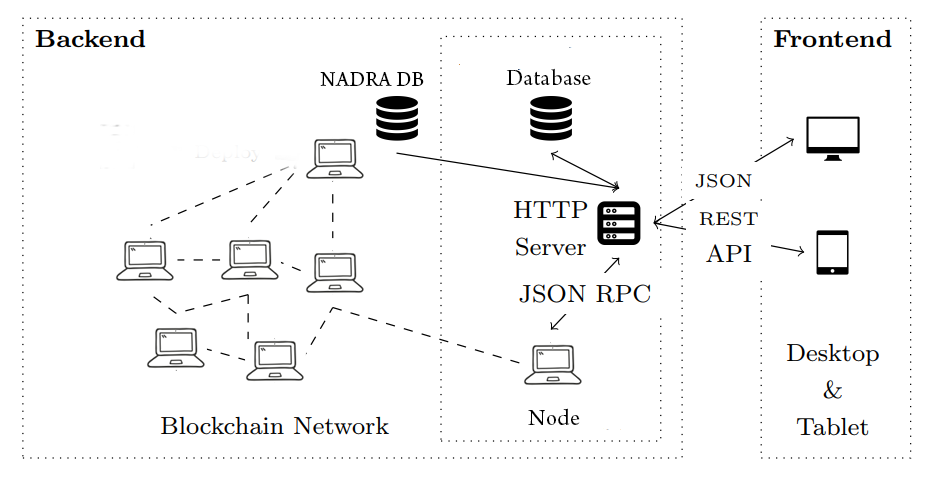 Backend
Frontend
NADRA DB
Database
JSON
HTTP
REST
Server
API
JSON RPC
Desktop
&
Tablet
Node
Blockchain Network